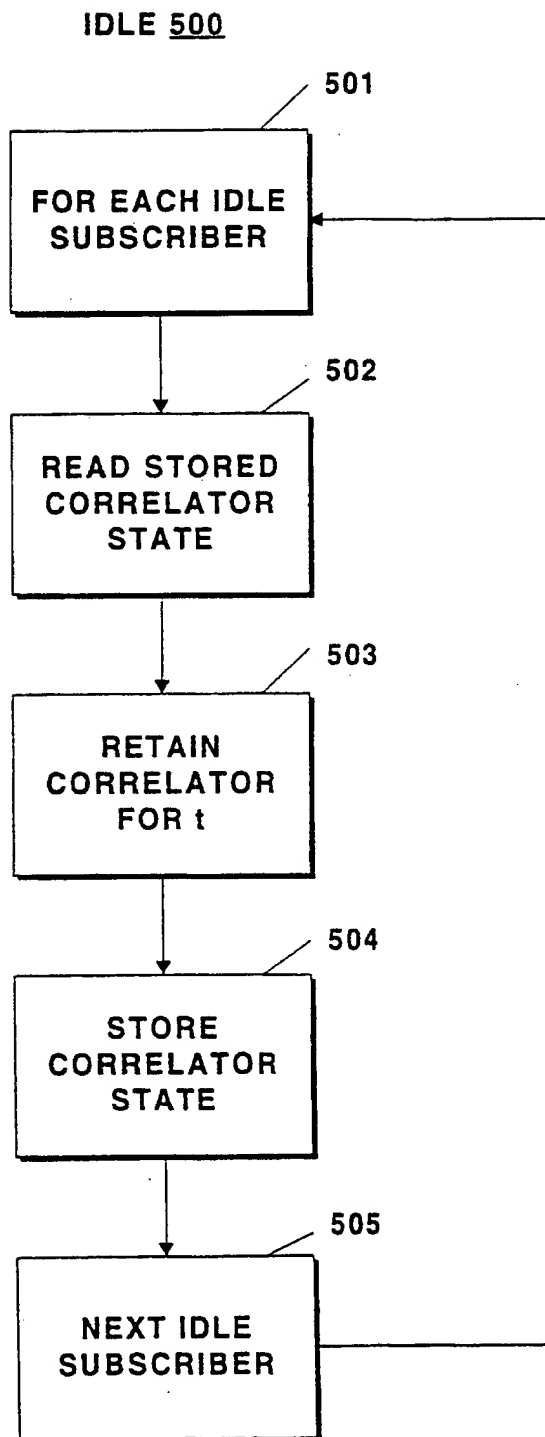 IDLE 500
501
FOR EACH IDLE
SUBSCRIBER
502
READ STORED
CORRELATOR
STATE
503
RETAIN
CORRELATOR
FOR t
504
STORE
CORRELATOR
STATE
505
NEXT IDLE
SUBSCRIBER